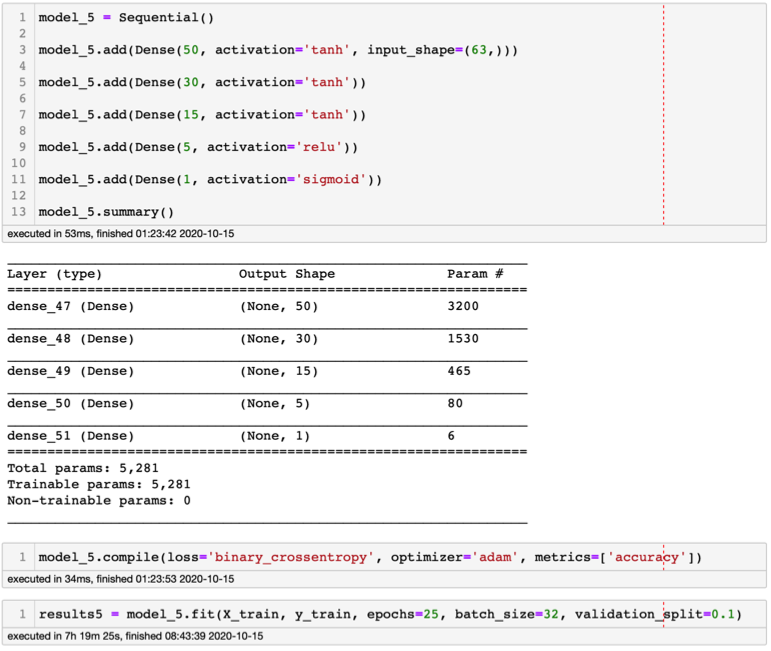 1 model_5 = Sequential()
2
3 model_5.add(Dense(50, activation='tanh', input_shape=(63,)))
4
5 model_5.add(Dense(30, activation='tanh'))
6
7 model_5.add(Dense(15, activation='tanh'))
8
9 model_5.add(Dense(5, activation='relu'))
10
11 model_5.add(Dense(1, activation='sigmoid'))
12
13 model_5.summary()
executed in 53ms, finished 01:23:42 2020-10-15
Layer (type) Output Shape Param #
=================================================================
dense_47 (Dense) (None, 50) 3200
dense_48 (Dense) (None, 30) 1530
dense_49 (Dense) (None, 15) 465
dense_50 (Dense) (None, 5) 80
dense_51 (Dense) (None, 1) 6
=================================================================
Total params: 5,281
Trainable params: 5,281
Non-trainable params: 0
1 model_5.compile(loss='binary_crossentropy', optimizer='adam', metrics=['accuracy'])
executed in 34ms, finished 01:23:53 2020-10-15
1 results5 = model_5.fit(X_train, y_train, epochs=25, batch_size=32, validation_split=0.1)
executed in 7h 19m 25s, finished 08:43:39 2020-10-15